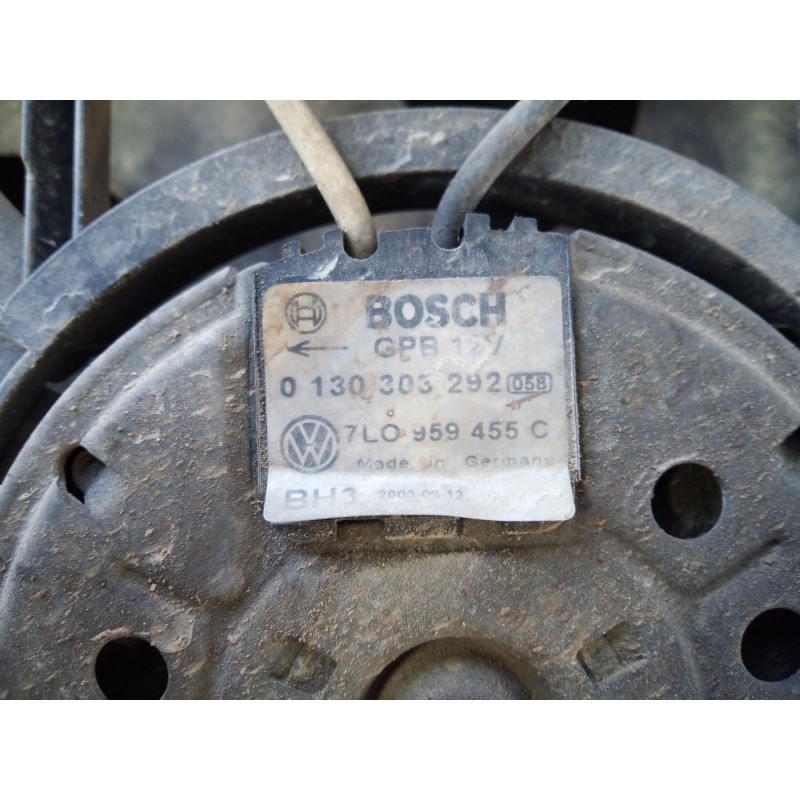 BOSCH
GPB 12V
0 130 303 292 058
7L0 959 455 C
Made in Germany
BH3